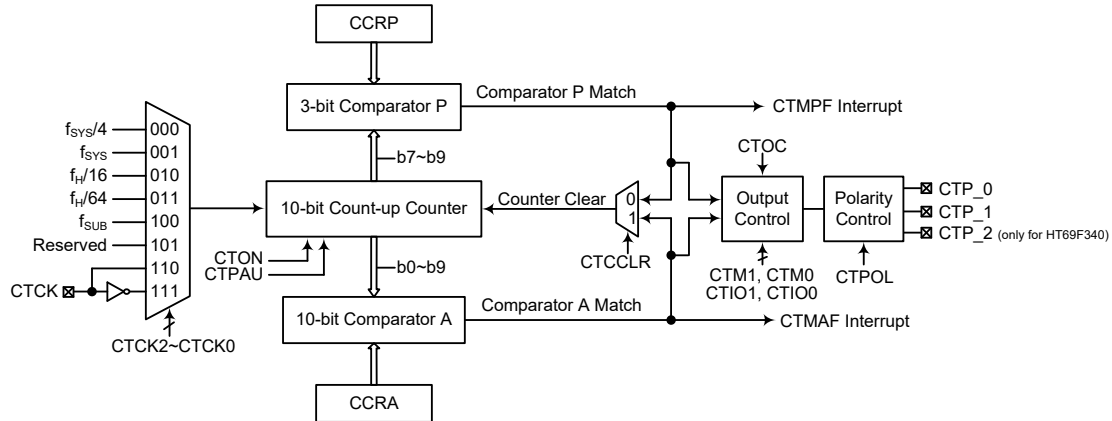 CCRP
3-bit Comparator P
Comparator P Match
CTMPF Interrupt
b7~b9
fSYS/4
000
fSYS
001
fH/16
010
fH/64
011
fSUB
100
Reserved
101
110
CTCK
111
CTCK2~CTCK0
10-bit Count-up Counter
Counter Clear
0
1
CTCCLR
CTON
CTPAU
b0~b9
CTOC
Output
Control
CTM1, CTM0
CTIO1, CTIO0
Polarity
Control
CTPOL
CTP_0
CTP_1
CTP_2 (only for HT69F340)
10-bit Comparator A
Comparator A Match
CTMAF Interrupt
CCRA